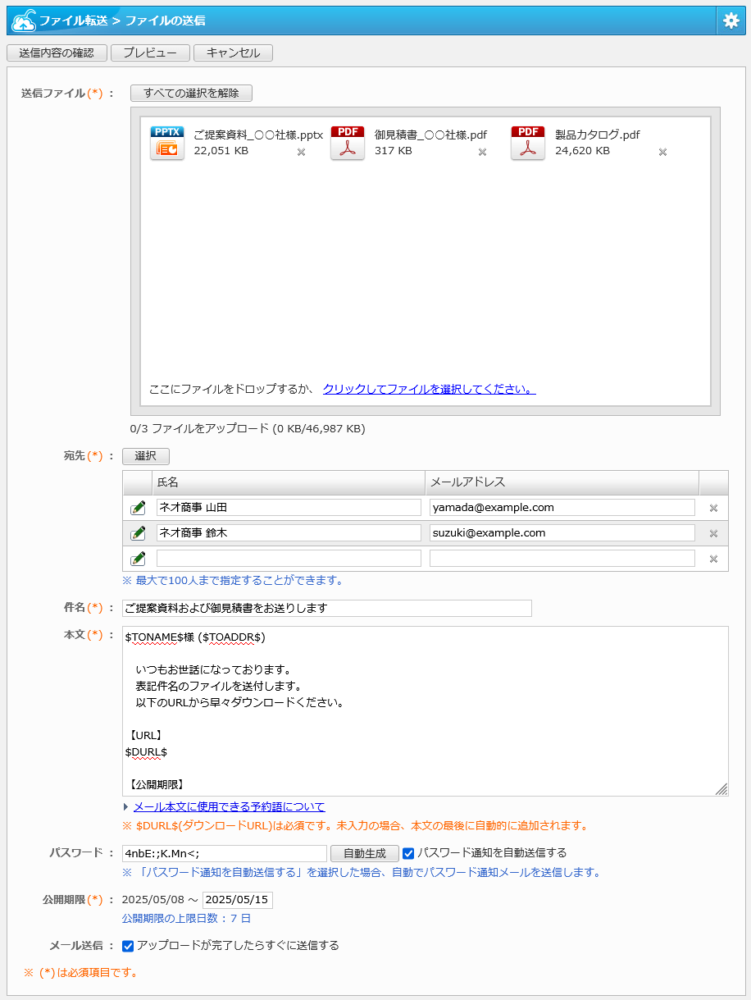 ファイル転送 > ファイルの送信
送信内容の確認 プレビュー キャンセル
送信ファイル(*) : すべての選択を解除
PPTX ご提案資料_〇〇社様.pptx PDF 御見積書_〇〇社様.pdf PDF 製品カタログ.pdf
22,051 KB 317 KB 24,620 KB
ここにファイルをドロップするか、 クリックしてファイルを選択してください。
0/3 ファイルをアップロード (0 KB/46,987 KB)
宛先(*) : 選択
氏名 メールアドレス
ネオ商事 山田 yamada@example.com
ネオ商事 鈴木 suzuki@example.com
※ 最大で100人まで指定することができます。
件名(*) : ご提案資料および御見積書をお送りします
本文(*) : $TONAME$様 ($TOADDR$)
いつもお世話になっております。
表記件名のファイルを送付します。
以下のURLから早々ダウンロードください。
【URL】
$DURL$
【公開期限】
メール本文に使用できる予約語について
※ $DURL$(ダウンロードURL)は必須です。未入力の場合、本文の最後に自動的に追加されます。
パスワード : 4nbE:;K.Mn<; 自動生成 パスワード通知を自動送信する
※ 「パスワード通知を自動送信する」を選択した場合、自動でパスワード通知メールを送信します。
公開期限(*) : 2025/05/08 ～ 2025/05/15
公開期限の上限日数 : 7 日
メール送信 : アップロードが完了したらすぐに送信する
※ (*)は必須項目です。